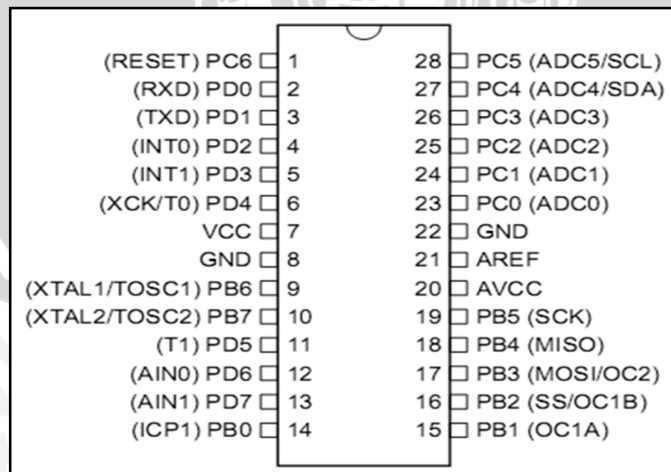 (RESET) PC6 1 28 PC5 (ADC5/SCL)
(RXD) PD0 2 27 PC4 (ADC4/SDA)
(TXD) PD1 3 26 PC3 (ADC3)
(INT0) PD2 4 25 PC2 (ADC2)
(INT1) PD3 5 24 PC1 (ADC1)
(XCK/T0) PD4 6 23 PC0 (ADC0)
VCC 7 22 GND
GND 8 21 AREF
(XTAL1/TOSC1) PB6 9 20 AVCC
(XTAL2/TOSC2) PB7 10 19 PB5 (SCK)
(T1) PD5 11 18 PB4 (MISO)
(AIN0) PD6 12 17 PB3 (MOSI/OC2)
(AIN1) PD7 13 16 PB2 (SS/OC1B)
(ICP1) PB0 14 15 PB1 (OC1A)